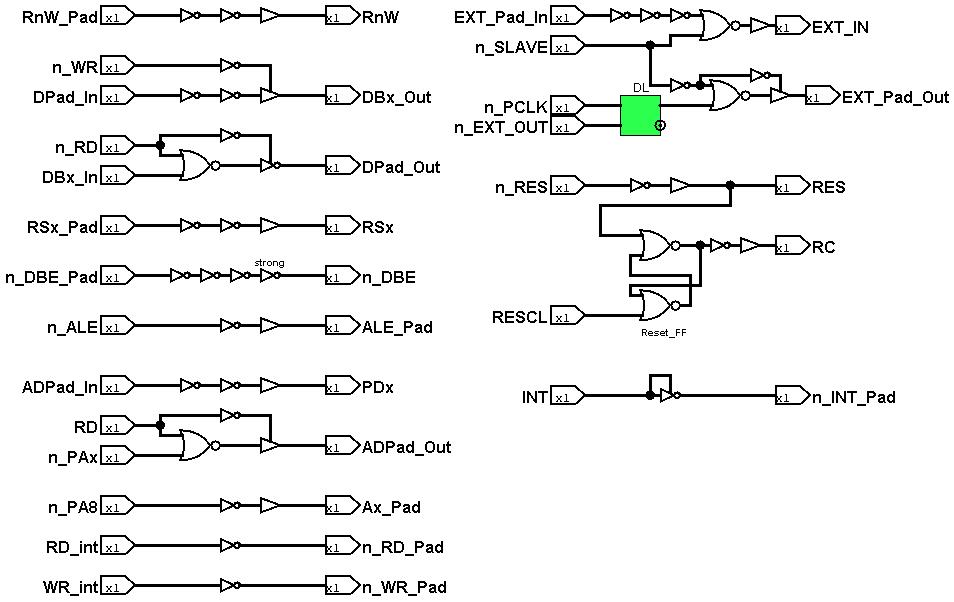 RnW_Pad x1 x1 RnW
n_WR x1
DPad_In x1 x1 DBx_Out
n_RD x1
x1 DPad_Out
DBx_In x1
RSx_Pad x1 x1 RSx
strong
n_DBE_Pad x1 x1 n_DBE
n_ALE x1 x1 ALE_Pad
ADPad_In x1 x1 PDx
RD x1
x1 ADPad_Out
n_PAx x1
n_PA8 x1 x1 Ax_Pad
RD_int x1 x1 n_RD_Pad
WR_int x1 x1 n_WR_Pad
EXT_Pad_In x1
x1 EXT_IN
n_SLAVE x1
DL
x1 EXT_Pad_Out
n_PCLK x1
n_EXT_OUT x1
n_RES x1 x1 RES
x1 RC
RESCL x1
Reset_FF
INT x1 x1 n_INT_Pad